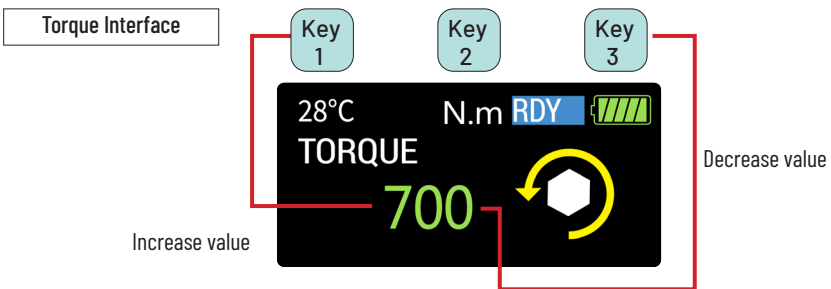 Torque Interface
Key
1
Key
2
Key
3
28°C N.m RDY
TORQUE
700
Increase value
Decrease value